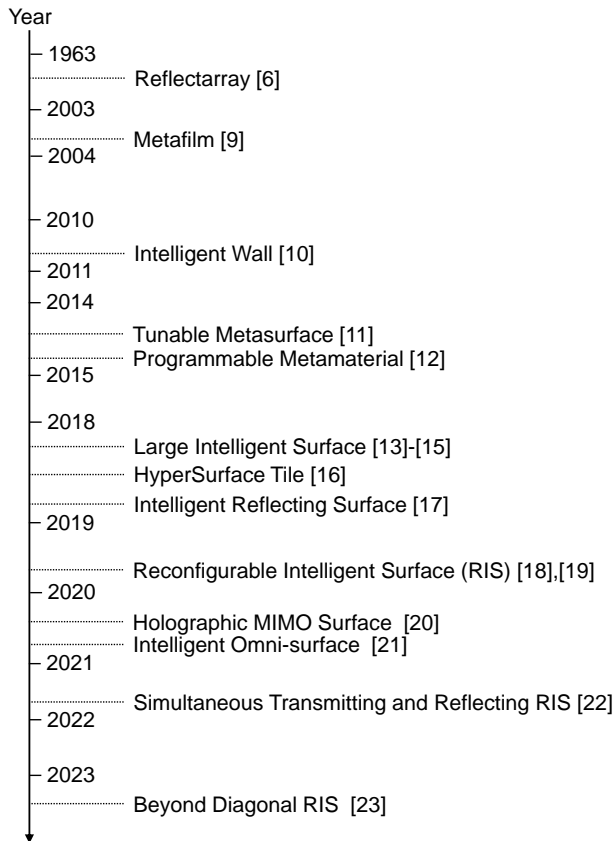 Year
1963
Reflectarray [6]
2003
Metafilm [9]
2004
2010
Intelligent Wall [10]
2011
2014
Tunable Metasurface [11]
Programmable Metamaterial [12]
2015
2018
Large Intelligent Surface [13]-[15]
HyperSurface Tile [16]
Intelligent Reflecting Surface [17]
2019
Reconfigurable Intelligent Surface (RIS) [18],[19]
2020
Holographic MIMO Surface [20]
Intelligent Omni-surface [21]
2021
Simultaneous Transmitting and Reflecting RIS [22]
2022
2023
Beyond Diagonal RIS [23]